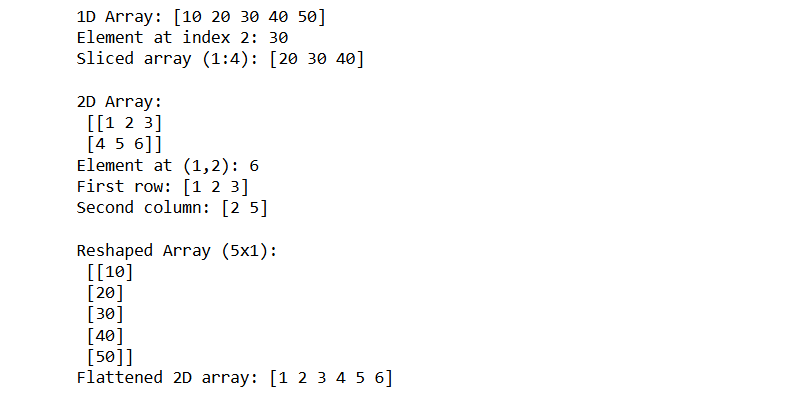 1D Array: [10 20 30 40 50]
Element at index 2: 30
Sliced array (1:4): [20 30 40]
2D Array:
[[1 2 3]
[4 5 6]]
Element at (1,2): 6
First row: [1 2 3]
Second column: [2 5]
Reshaped Array (5x1):
[[10]
[20]
[30]
[40]
[50]]
Flattened 2D array: [1 2 3 4 5 6]